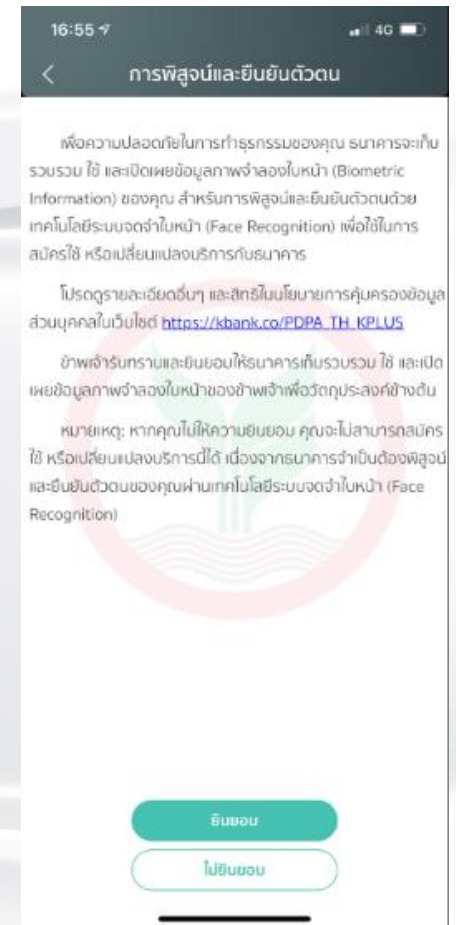 16:55
4G
การพิสูจน์และยืนยันตัวตน
เพื่อความปลอดภัยในการทำธุรกรรมของคุณ ธนาคารจะเก็บ
รวบรวม ใช้ และเปิดเผยข้อมูลภาพจำลองใบหน้า (Biometric
Information) ของคุณ สำหรับการพิสูจน์และยืนยันตัวตนด้วย
เทคโนโลยีระบบจดจำใบหน้า (Face Recognition) เพื่อใช้ในการ
สมัครใช้ หรือเปลี่ยนแปลงบริการกับธนาคาร
โปรดดูรายละเอียดอื่นๆ และสิทธิในนโยบายการคุ้มครองข้อมูล
ส่วนบุคคลในเว็บไซต์ https://kbank.co/PDPA_TH_KPLUS
ข้าพเจ้ารับทราบและยินยอมให้ธนาคารเก็บรวบรวม ใช้ และเปิด
เผยข้อมูลภาพจำลองใบหน้าของข้าพเจ้าเพื่อวัตถุประสงค์ข้างต้น
หมายเหตุ: หากคุณไม่ให้ความยินยอม คุณจะไม่สามารถสมัคร
ใช้ หรือเปลี่ยนแปลงบริการนี้ได้ เนื่องจากธนาคารจำเป็นต้องพิสูจน์
และยืนยันตัวตนของคุณผ่านเทคโนโลยีระบบจดจำใบหน้า (Face
Recognition)
ยินยอม
ไม่ยินยอม